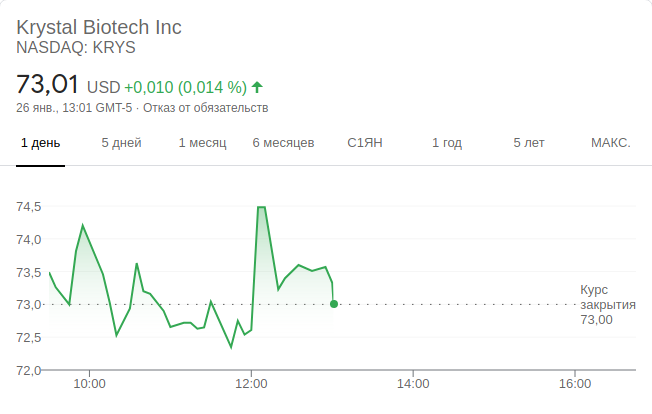 Krystal Biotech Inc
NASDAQ: KRYS
73,01 USD +0,010 (0,014 %)
26 янв., 13:01 GMT-5 · Отказ от обязательств
1 день 5 дней 1 месяц 6 месяцев С1ЯН 1 год 5 лет МАКС.
74,5
74,0
73,5
73,0
72,5
72,0
Курс
закрытия
73,00
10:00 12:00 14:00 16:00